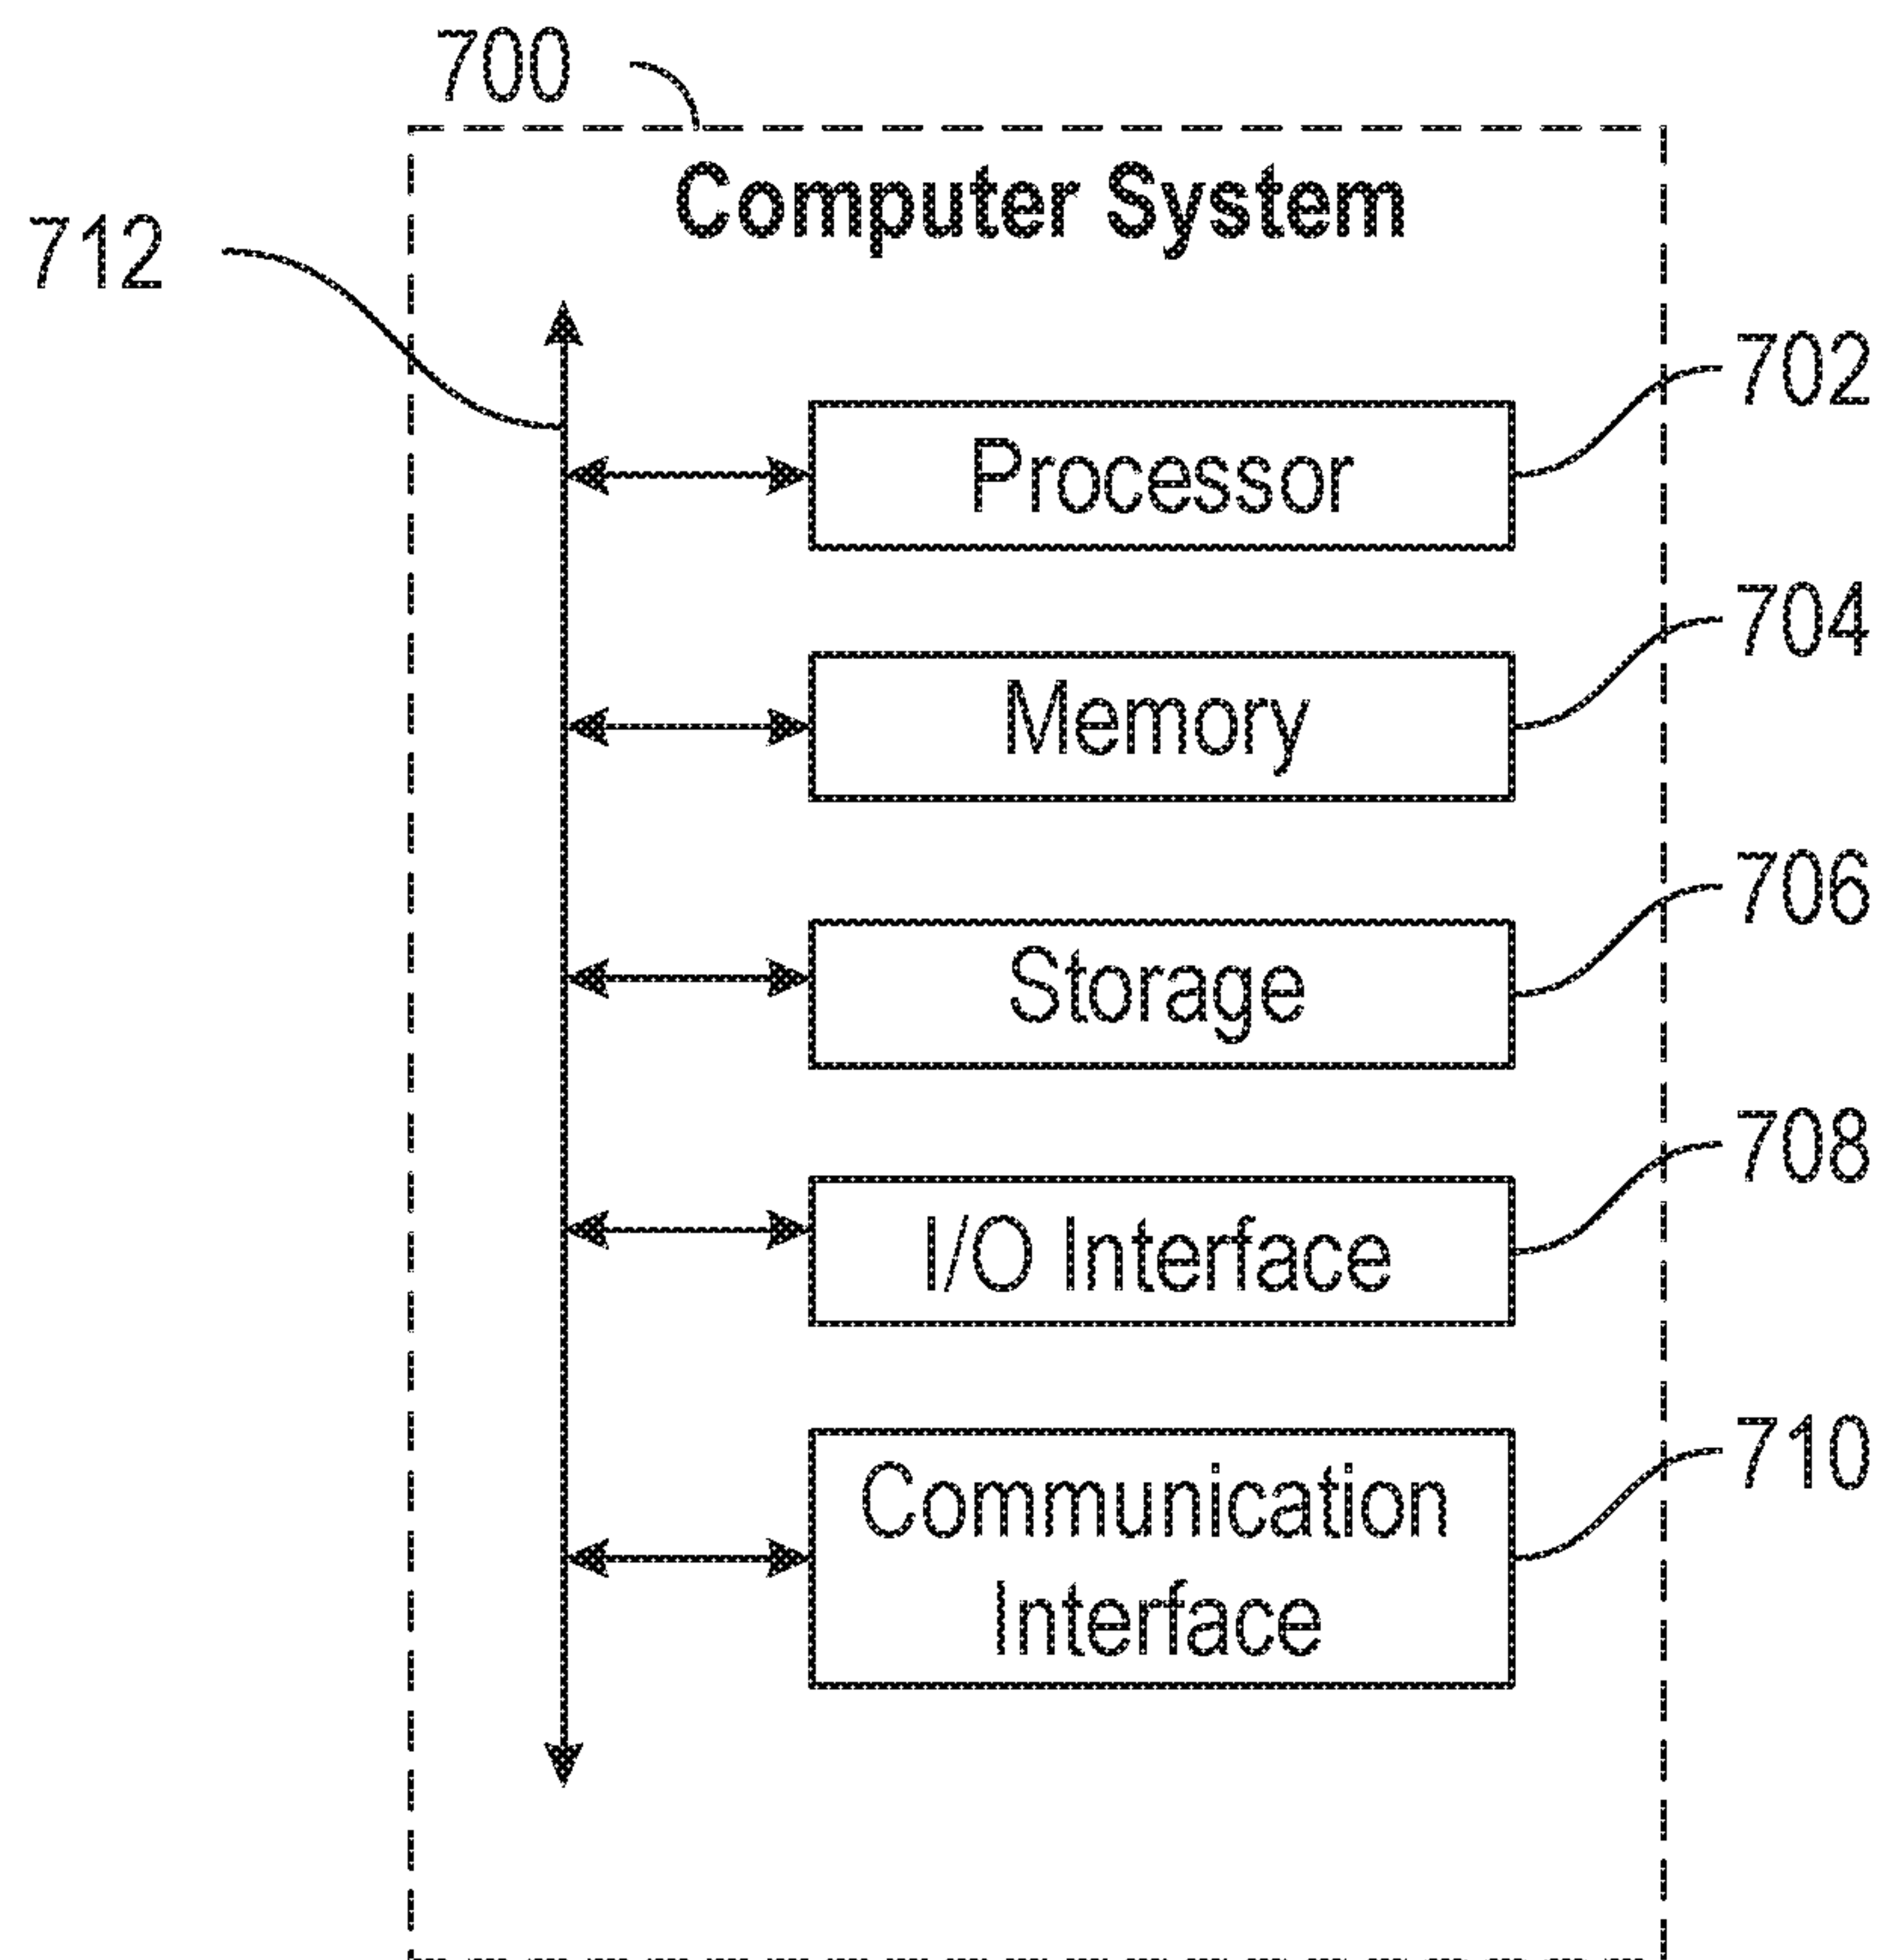 700
Computer System
712
702
Processor
704
Memory
706
Storage
708
I/O Interface
710
Communication
Interface